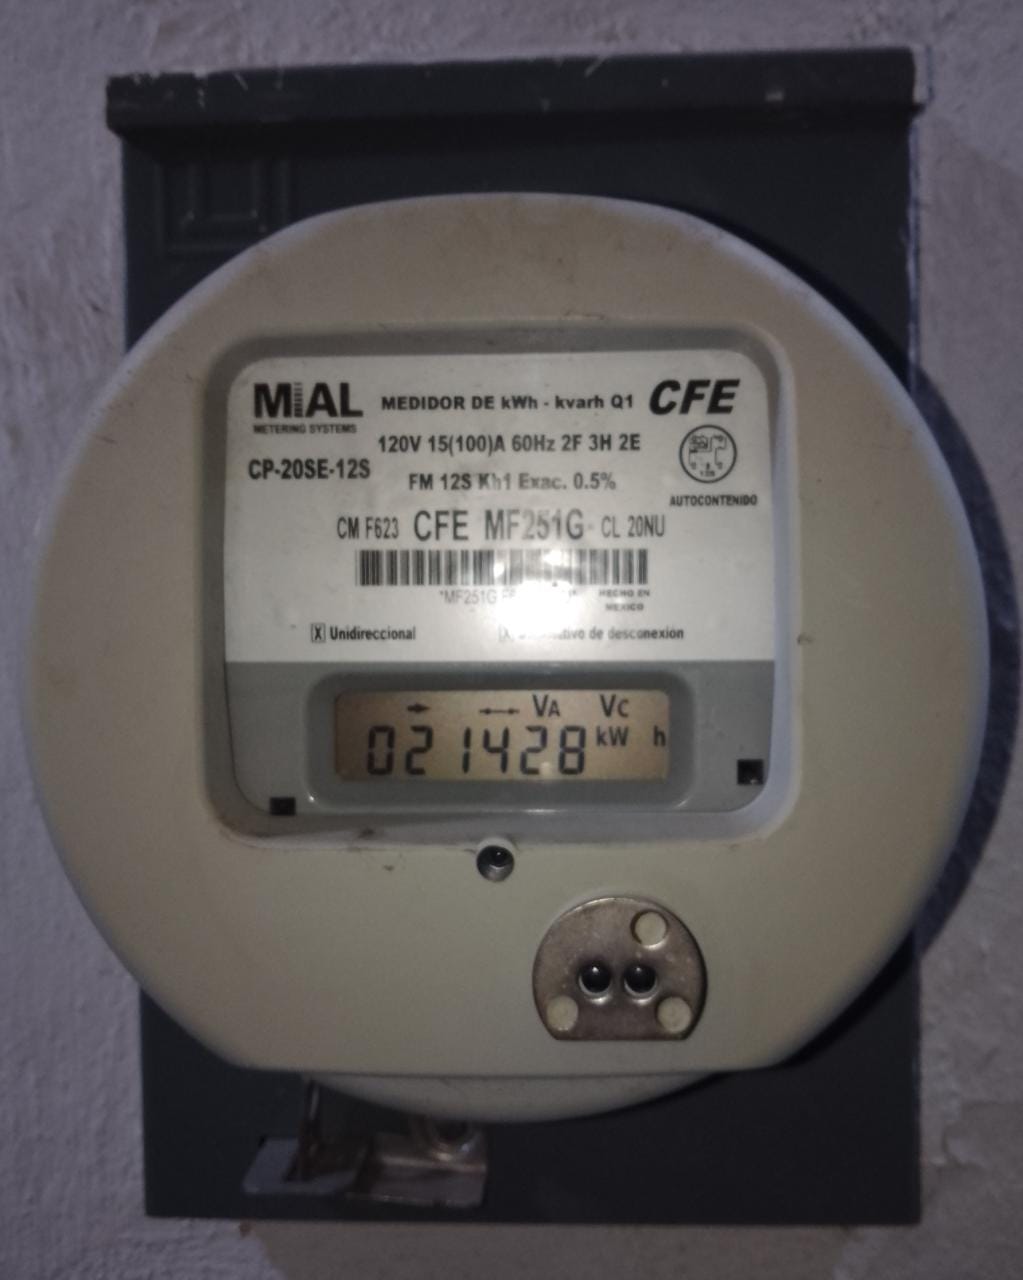 MIAL MEDIDOR DE kWh - kvarh Q1 CFE
METERING SYSTEMS
120V 15(100)A 60Hz 2F 3H 2E
CP-20SE-12S
FM 12S Kh1 Exac. 0.5%
AUTOCONTENIDO
CM F623 CFE MF251G CL 20NU
*MF251G
HECHO EN
MEXICO
X Unidireccional X de desconexión
VA VC
021428 kW h